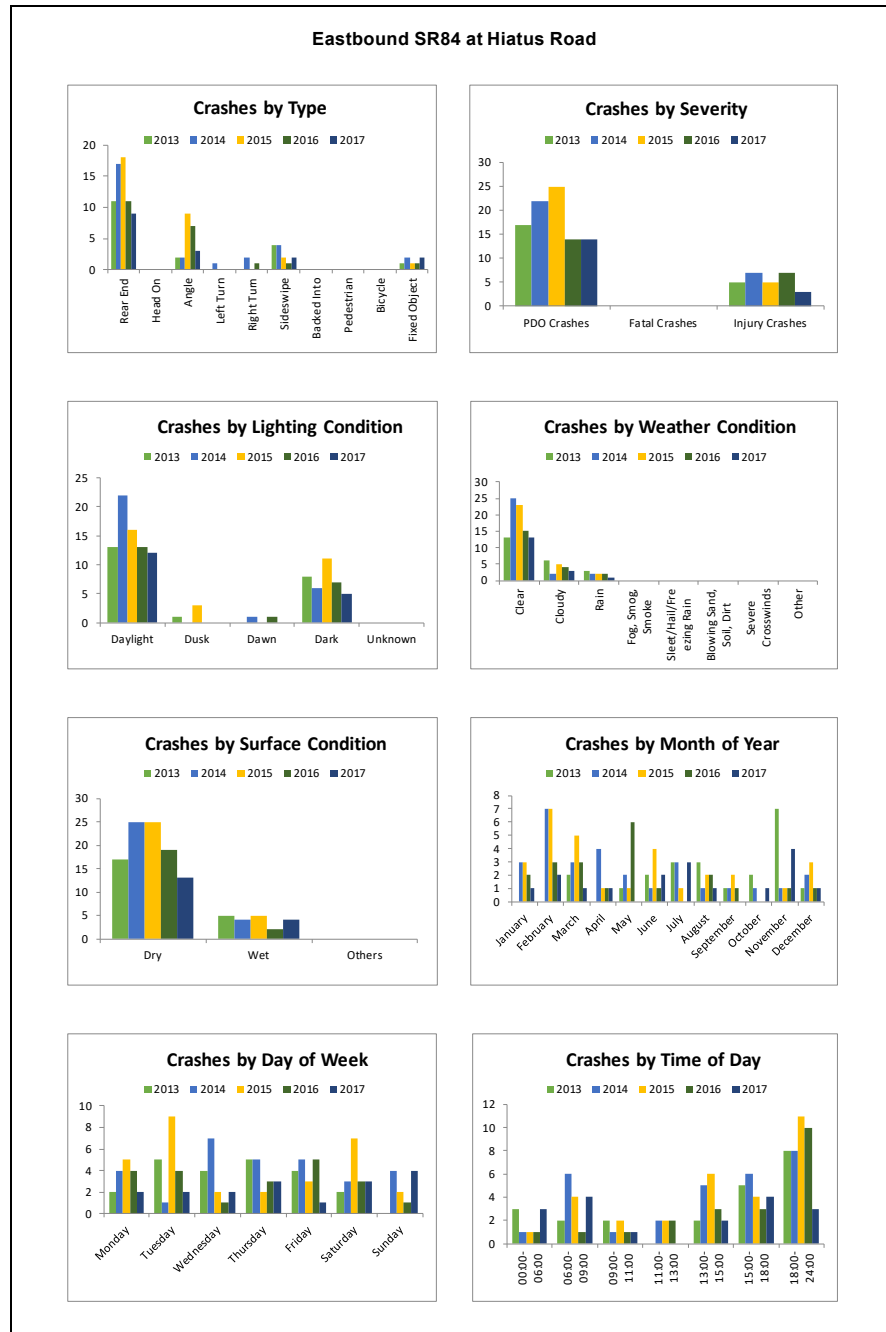 Eastbound SR84 at Hiatus Road
Crashes by Type
2013 2014 2015 2016 2017
20
15
10
5
0
Rear End
Head On
Angle
Left Turn
Right Turn
Sideswipe
Backed Into
Pedestrian
Bicycle
Fixed Object
Crashes by Severity
2013 2014 2015 2016 2017
30
25
20
15
10
5
0
PDO Crashes Fatal Crashes Injury Crashes
Crashes by Lighting Condition
2013 2014 2015 2016 2017
25
20
15
10
5
0
Daylight Dusk Dawn Dark Unknown
Crashes by Weather Condition
2013 2014 2015 2016 2017
30
25
20
15
10
5
0
Clear
Cloudy
Rain
Fog, Smog,
Smoke
Sleet/Hail/Fre
ezing Rain
Blowing Sand,
Soil, Dirt
Severe
Crosswinds
Other
Crashes by Surface Condition
2013 2014 2015 2016 2017
30
25
20
15
10
5
0
Dry Wet Others
Crashes by Month of Year
2013 2014 2015 2016 2017
8
7
6
5
4
3
2
1
0
January
February
March
April
May
June
July
August
September
October
November
December
Crashes by Day of Week
2013 2014 2015 2016 2017
10
8
6
4
2
0
Monday
Tuesday
Wednesday
Thursday
Friday
Saturday
Sunday
Crashes by Time of Day
2013 2014 2015 2016 2017
12
10
8
6
4
2
0
00:00-
06:00
06:00-
09:00
09:00-
11:00
11:00-
13:00
13:00-
15:00
15:00-
18:00
18:00-
24:00